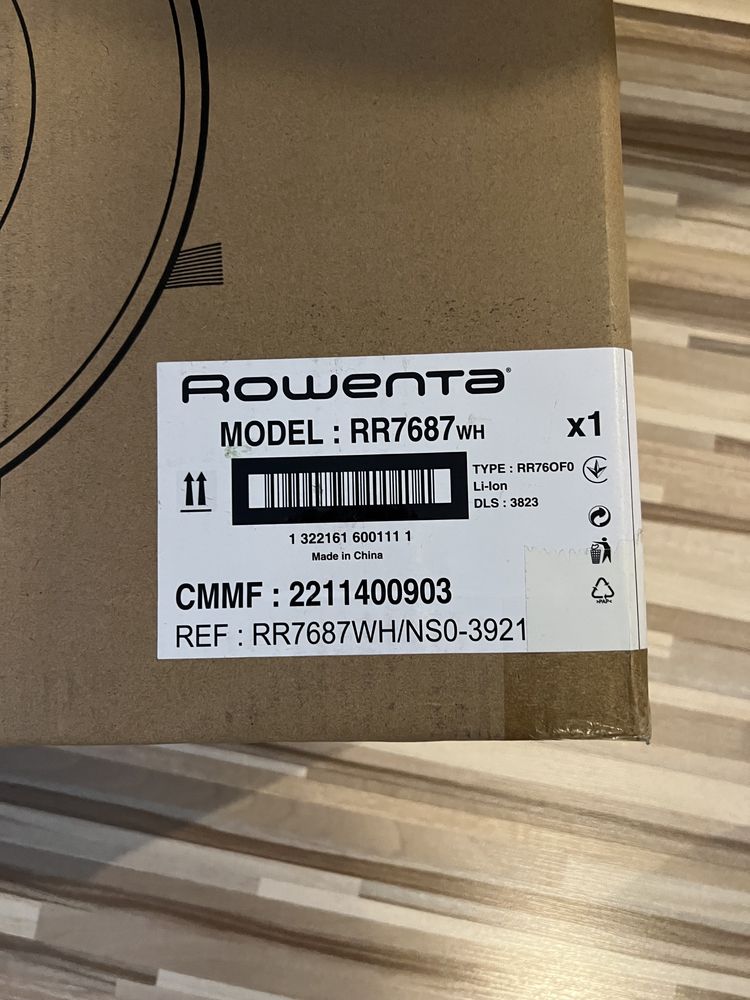 Rowenta®
MODEL : RR7687WH
x1
TYPE : RR76OF0
Li-Ion
DLS : 3823
1 322161 600111 1
Made in China
CMMF : 2211400903
REF : RR7687WH/NS0-3921
>PAP<